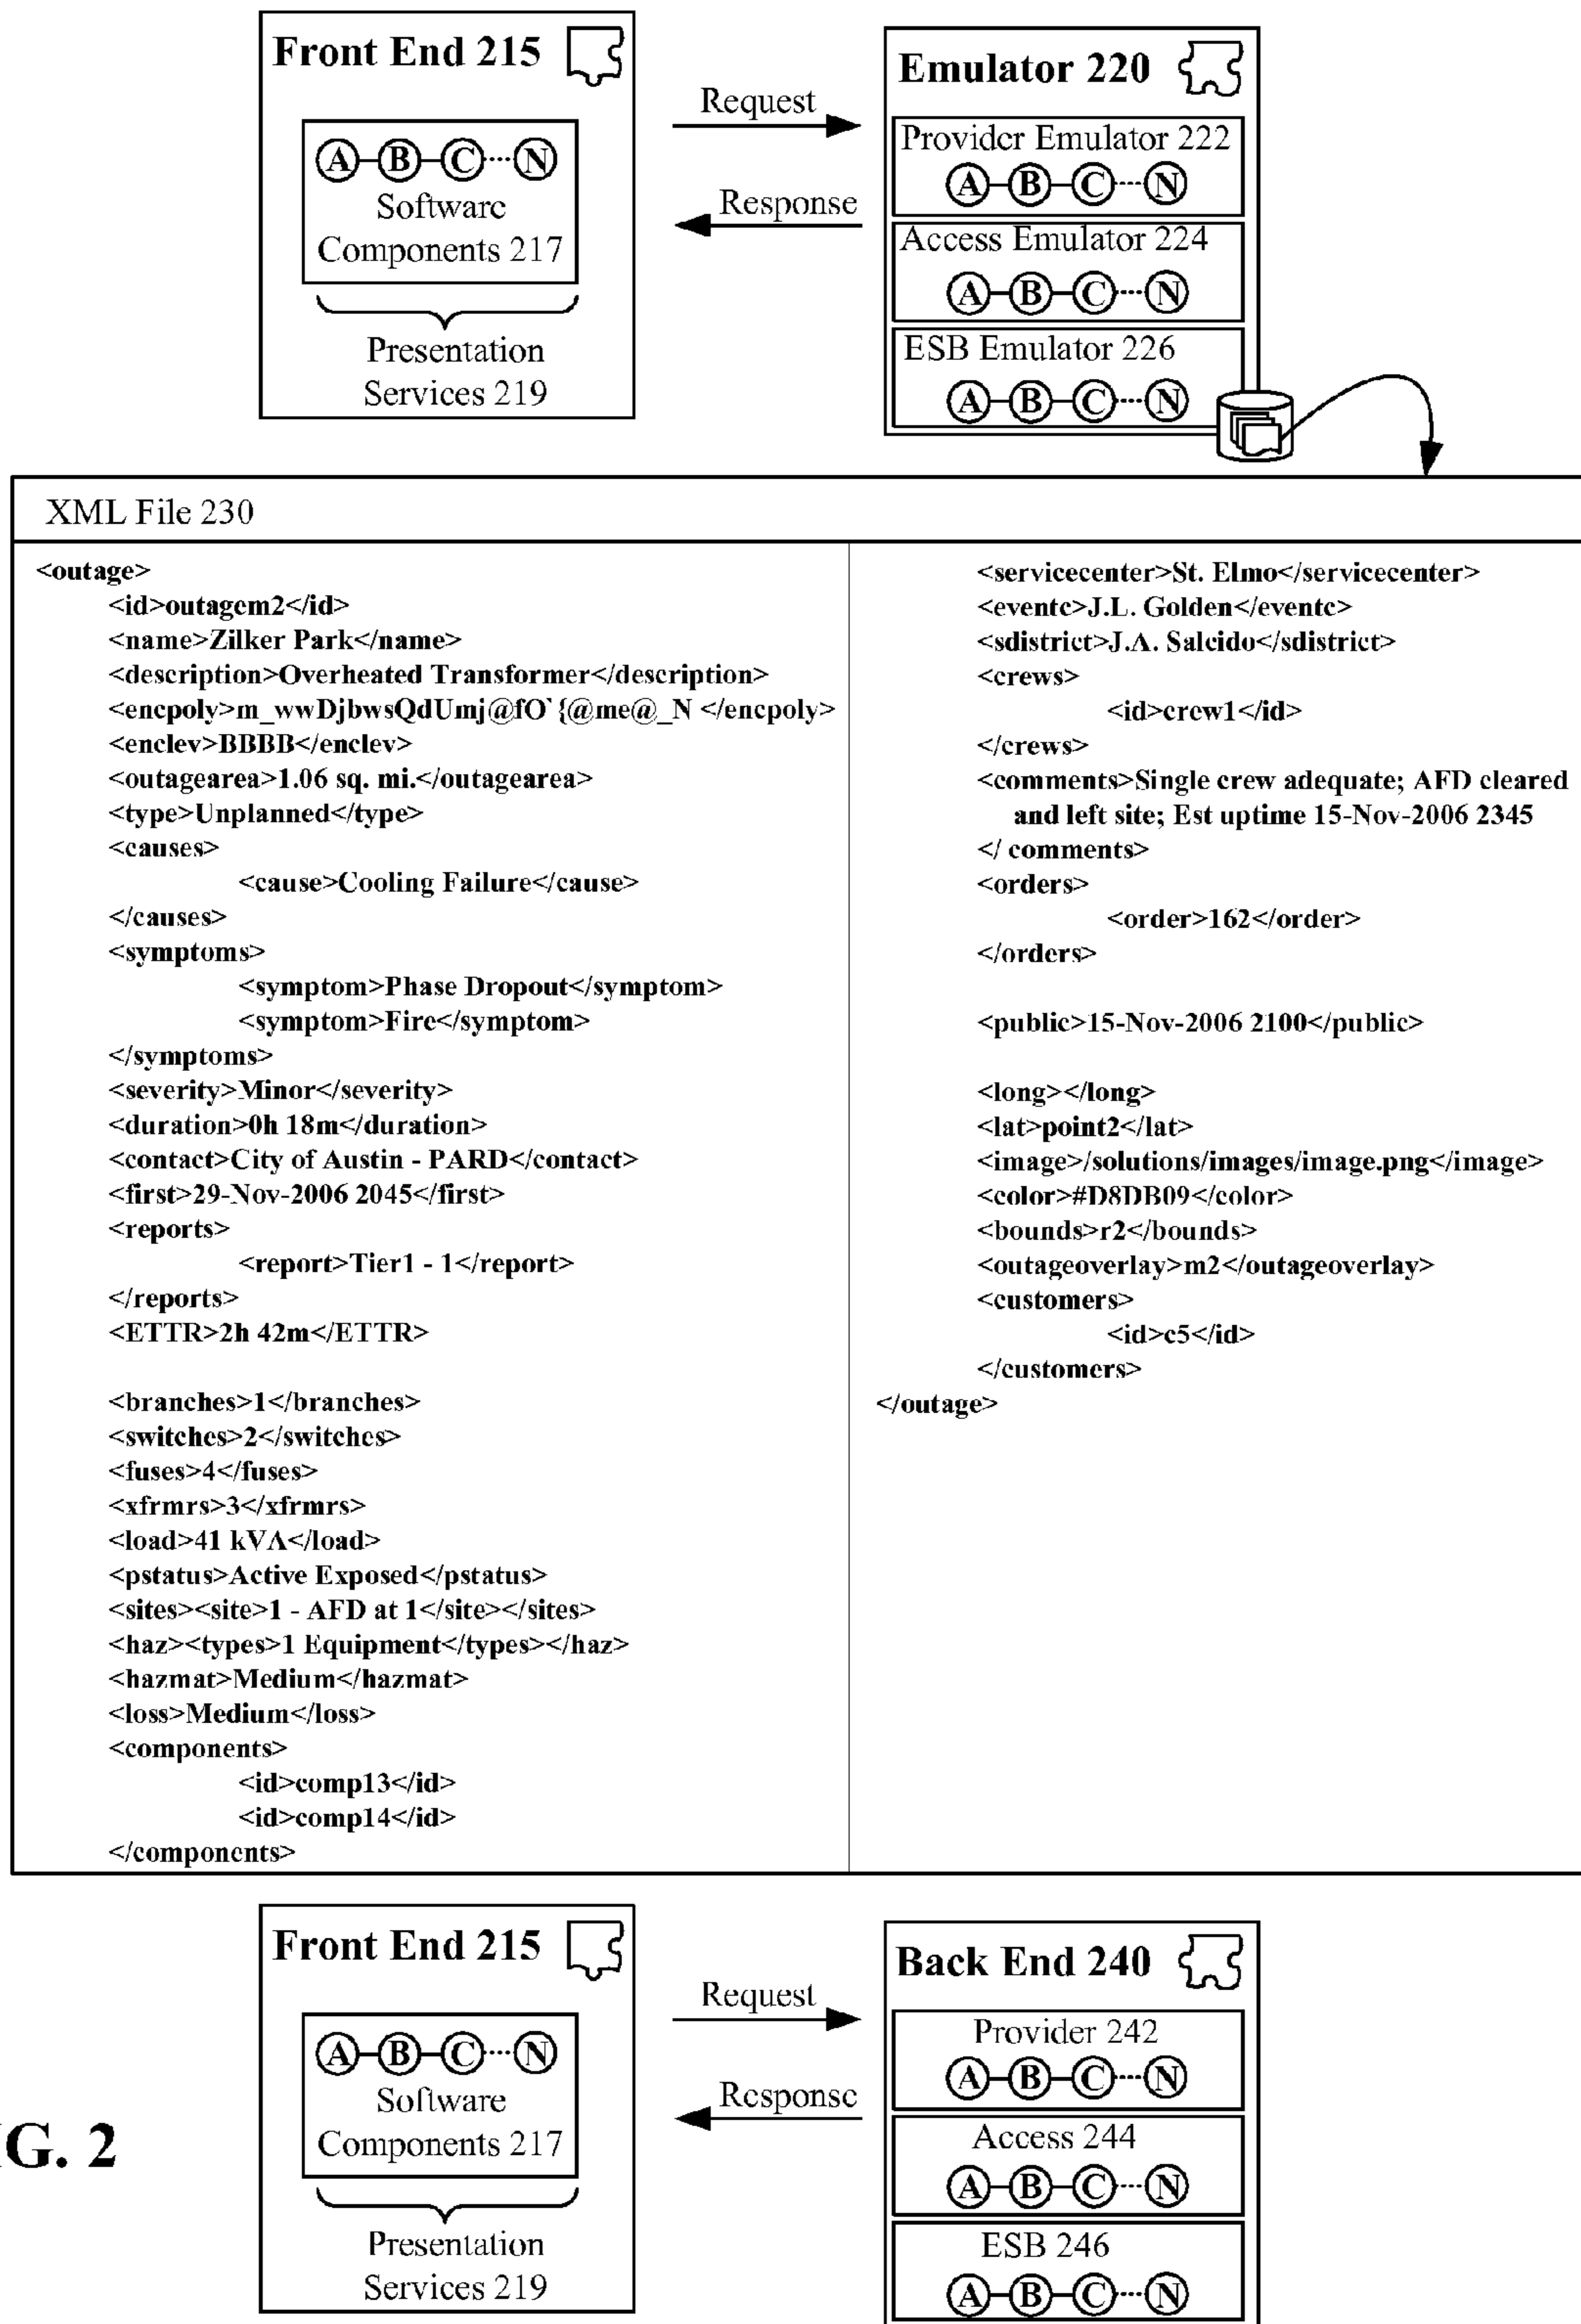 Front End 215
A B C N
Software
Components 217
Presentation
Services 219
Request
Response
Emulator 220
Provider Emulator 222
A B C N
Access Emulator 224
A B C N
ESB Emulator 226
A B C N
XML File 230
<outage>
<id>outagem2</id>
<name>Zilker Park</name>
<description>Overheated Transformer</description>
<encpoly>m_wwDjbwsQdUmj@fO`{@me@_N </encpoly>
<enclev>BBBB</enclev>
<outagearea>1.06 sq. mi.</outagearea>
<type>Unplanned</type>
<causes>
<cause>Cooling Failure</cause>
</causes>
<symptoms>
<symptom>Phase Dropout</symptom>
<symptom>Fire</symptom>
</symptoms>
<severity>Minor</severity>
<duration>0h 18m</duration>
<contact>City of Austin - PARD</contact>
<first>29-Nov-2006 2045</first>
<reports>
<report>Tier1 - 1</report>
</reports>
<ETTR>2h 42m</ETTR>
<branches>1</branches>
<switches>2</switches>
<fuses>4</fuses>
<xfrmrs>3</xfrmrs>
<load>41 kVA</load>
<pstatus>Active Exposed</pstatus>
<sites><site>1 - AFD at 1</site></sites>
<haz><types>1 Equipment</types></haz>
<hazmat>Medium</hazmat>
<loss>Medium</loss>
<components>
<id>comp13</id>
<id>comp14</id>
</components>
<servicecenter>St. Elmo</servicecenter>
<evente>J.L. Golden</evente>
<sdistrict>J.A. Salcido</sdistrict>
<crews>
<id>crew1</id>
</crews>
<comments>Single crew adequate; AFD cleared
and left site; Est uptime 15-Nov-2006 2345
</ comments>
<orders>
<order>162</order>
</orders>
<public>15-Nov-2006 2100</public>
<long></long>
<lat>point2</lat>
<image>/solutions/images/image.png</image>
<color>#D8DB09</color>
<bounds>r2</bounds>
<outageoverlay>m2</outageoverlay>
<customers>
<id>c5</id>
</customers>
</outage>
Front End 215
A B C N
Software
Components 217
Presentation
Services 219
Request
Response
Back End 240
Provider 242
A B C N
Access 244
A B C N
ESB 246
A B C N
G. 2